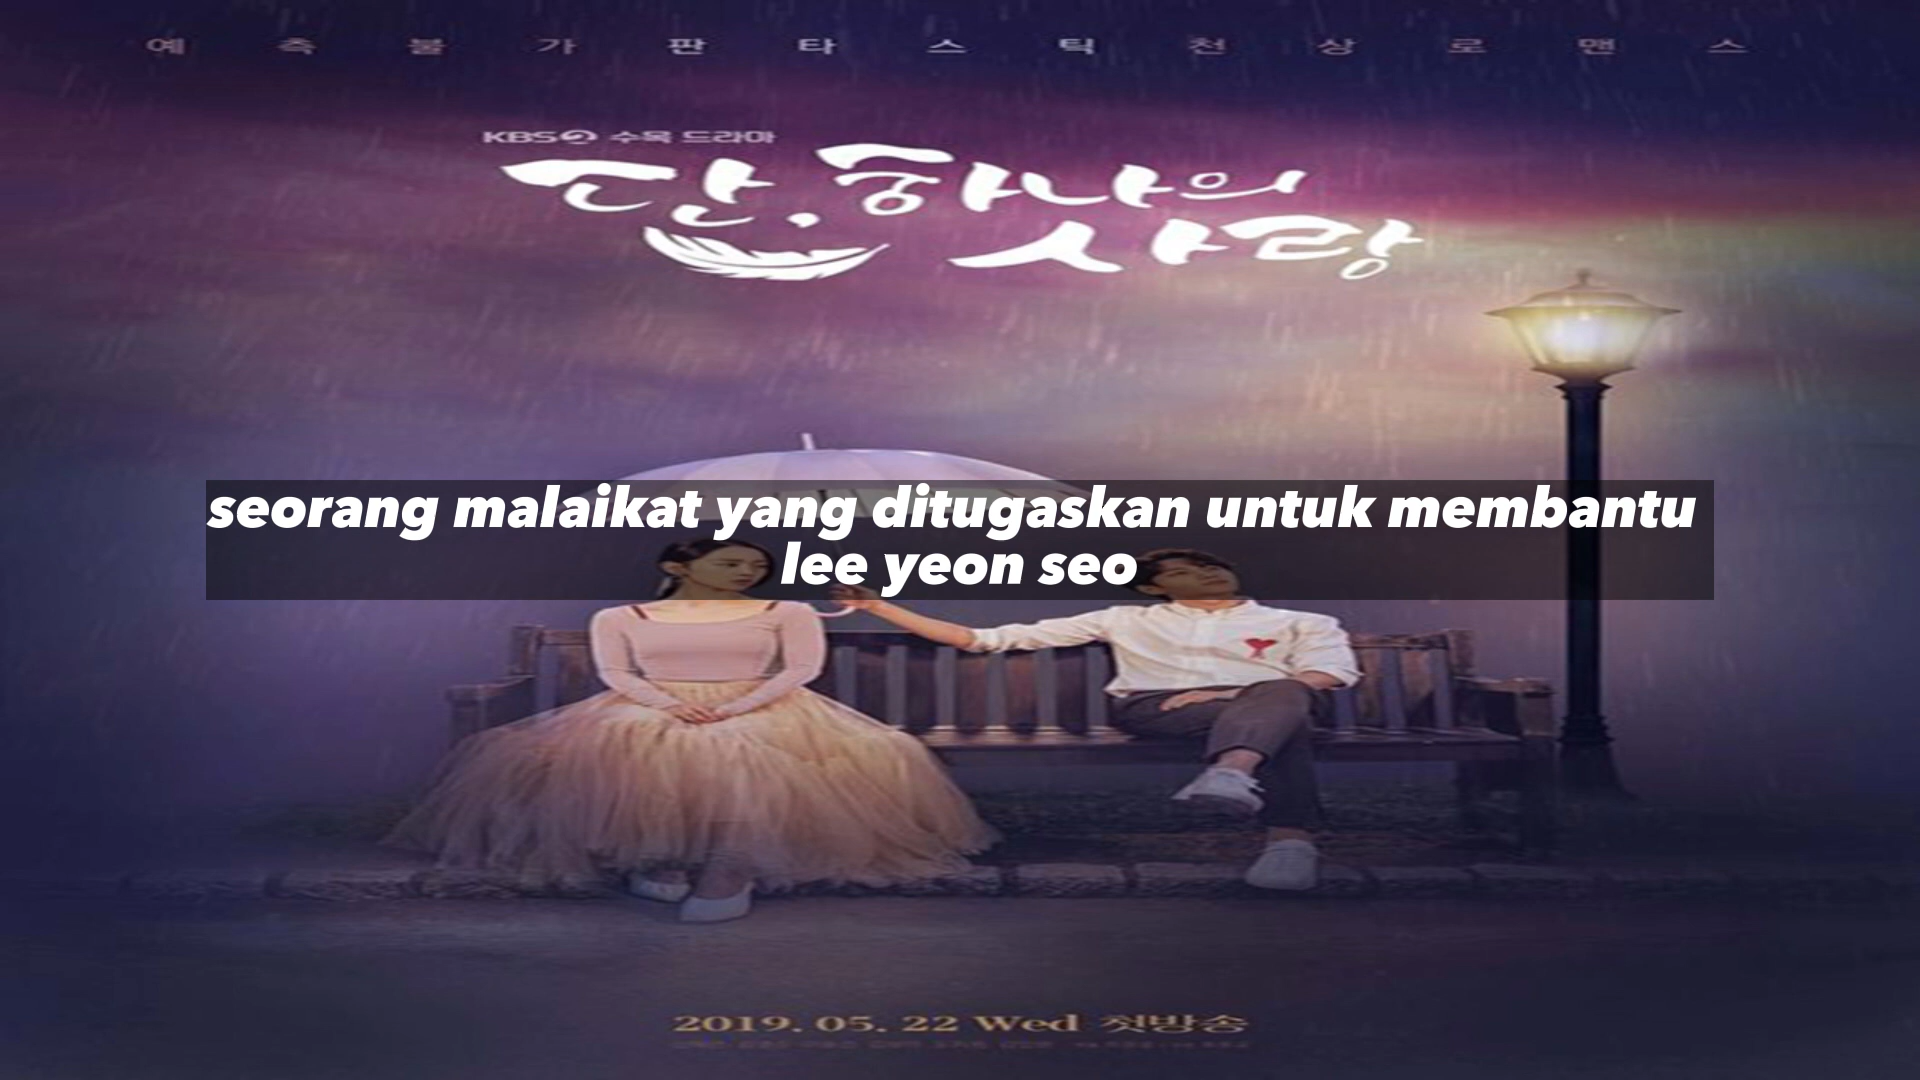 예 측 불 가 판 타 스 틱 천 상 로 맨 스
KBS2 수목 드라마
단, 하나의
사랑
seorang malaikat yang ditugaskan untuk membantu
lee yeon seo
2019. 05. 22 Wed 첫방송